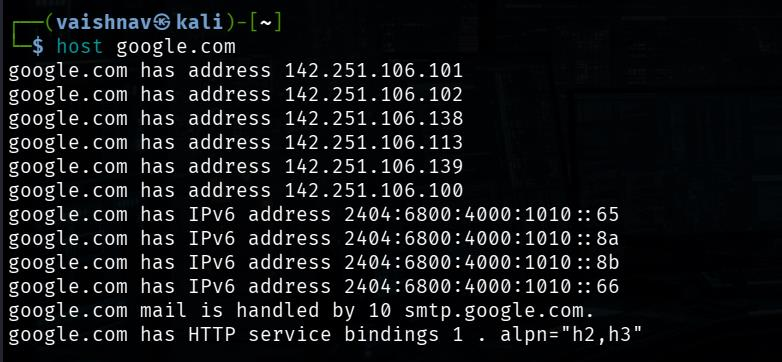 ┌──(vaishnav㉿kali)-[~]
└─$ host google.com
google.com has address 142.251.106.101
google.com has address 142.251.106.102
google.com has address 142.251.106.138
google.com has address 142.251.106.113
google.com has address 142.251.106.139
google.com has address 142.251.106.100
google.com has IPv6 address 2404:6800:4000:1010::65
google.com has IPv6 address 2404:6800:4000:1010::8a
google.com has IPv6 address 2404:6800:4000:1010::8b
google.com has IPv6 address 2404:6800:4000:1010::66
google.com mail is handled by 10 smtp.google.com.
google.com has HTTP service bindings 1 . alpn="h2,h3"